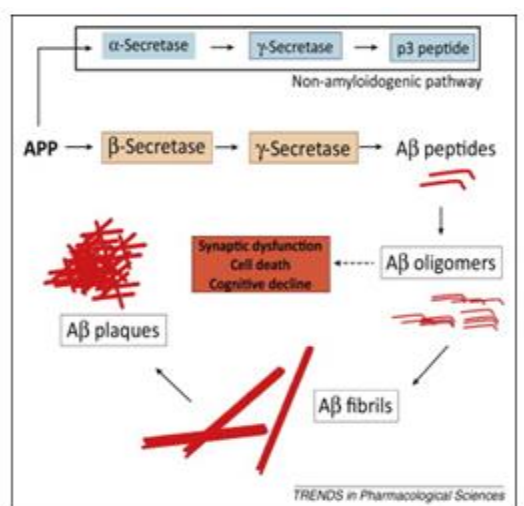 α-Secretase
γ-Secretase
p3 peptide
Non-amyloidogenic pathway
APP
β-Secretase
γ-Secretase
Aβ peptides
Synaptic dysfunction
Cell death
Cognitive decline
Aβ oligomers
Aβ plaques
Aβ fibrils
TRENDS in Pharmacological Sciences